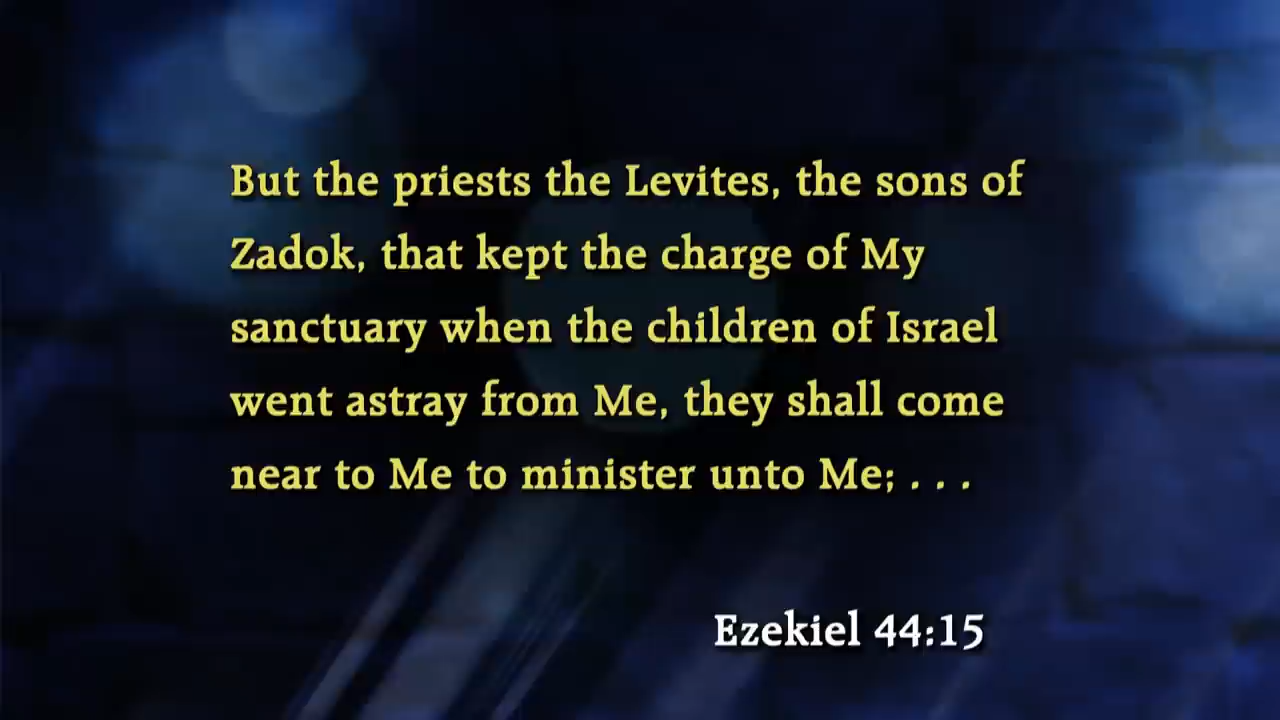 But the priests the Levites, the sons of
Zadok, that kept the charge of My
sanctuary when the children of Israel
went astray from Me, they shall come
near to Me to minister unto Me; . . .
Ezekiel 44:15